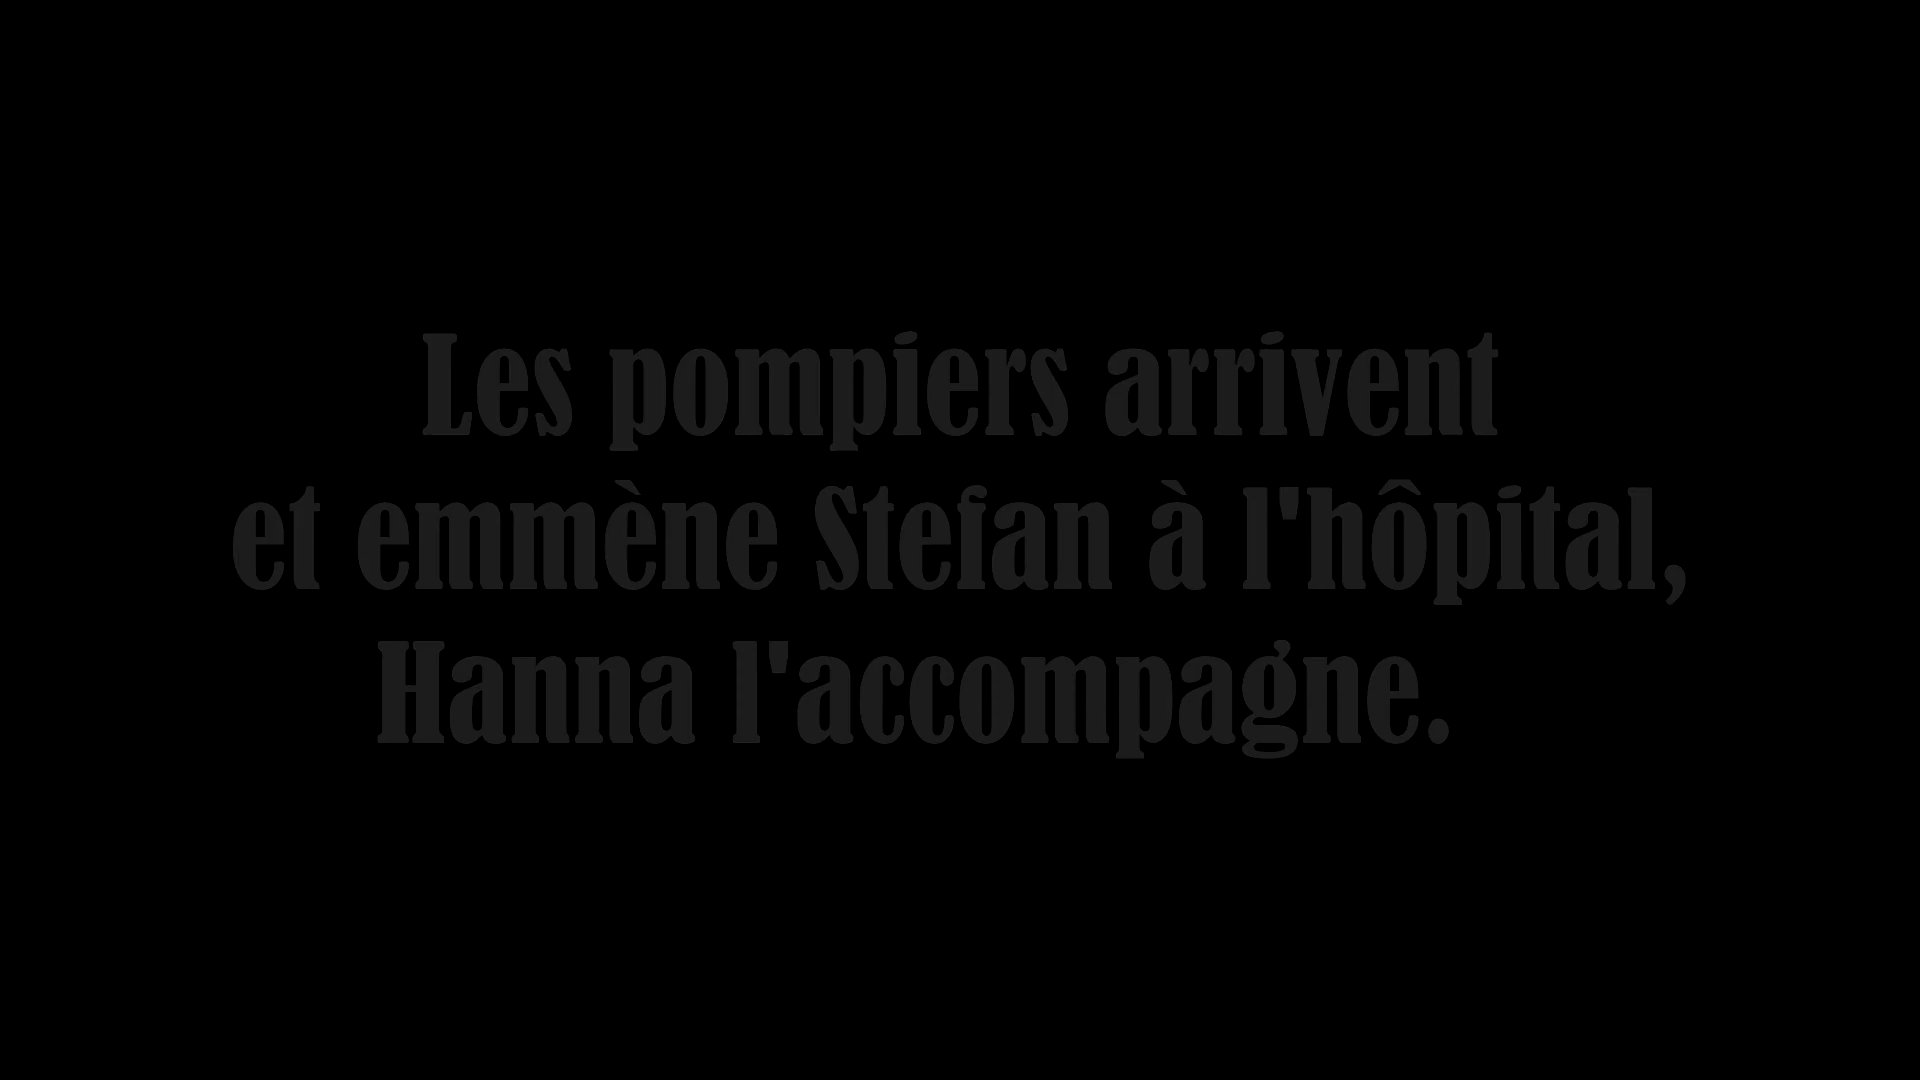 Les pompiers arrivent
et emmène Stefan à l'hôpital,
Hanna l'accompagne.